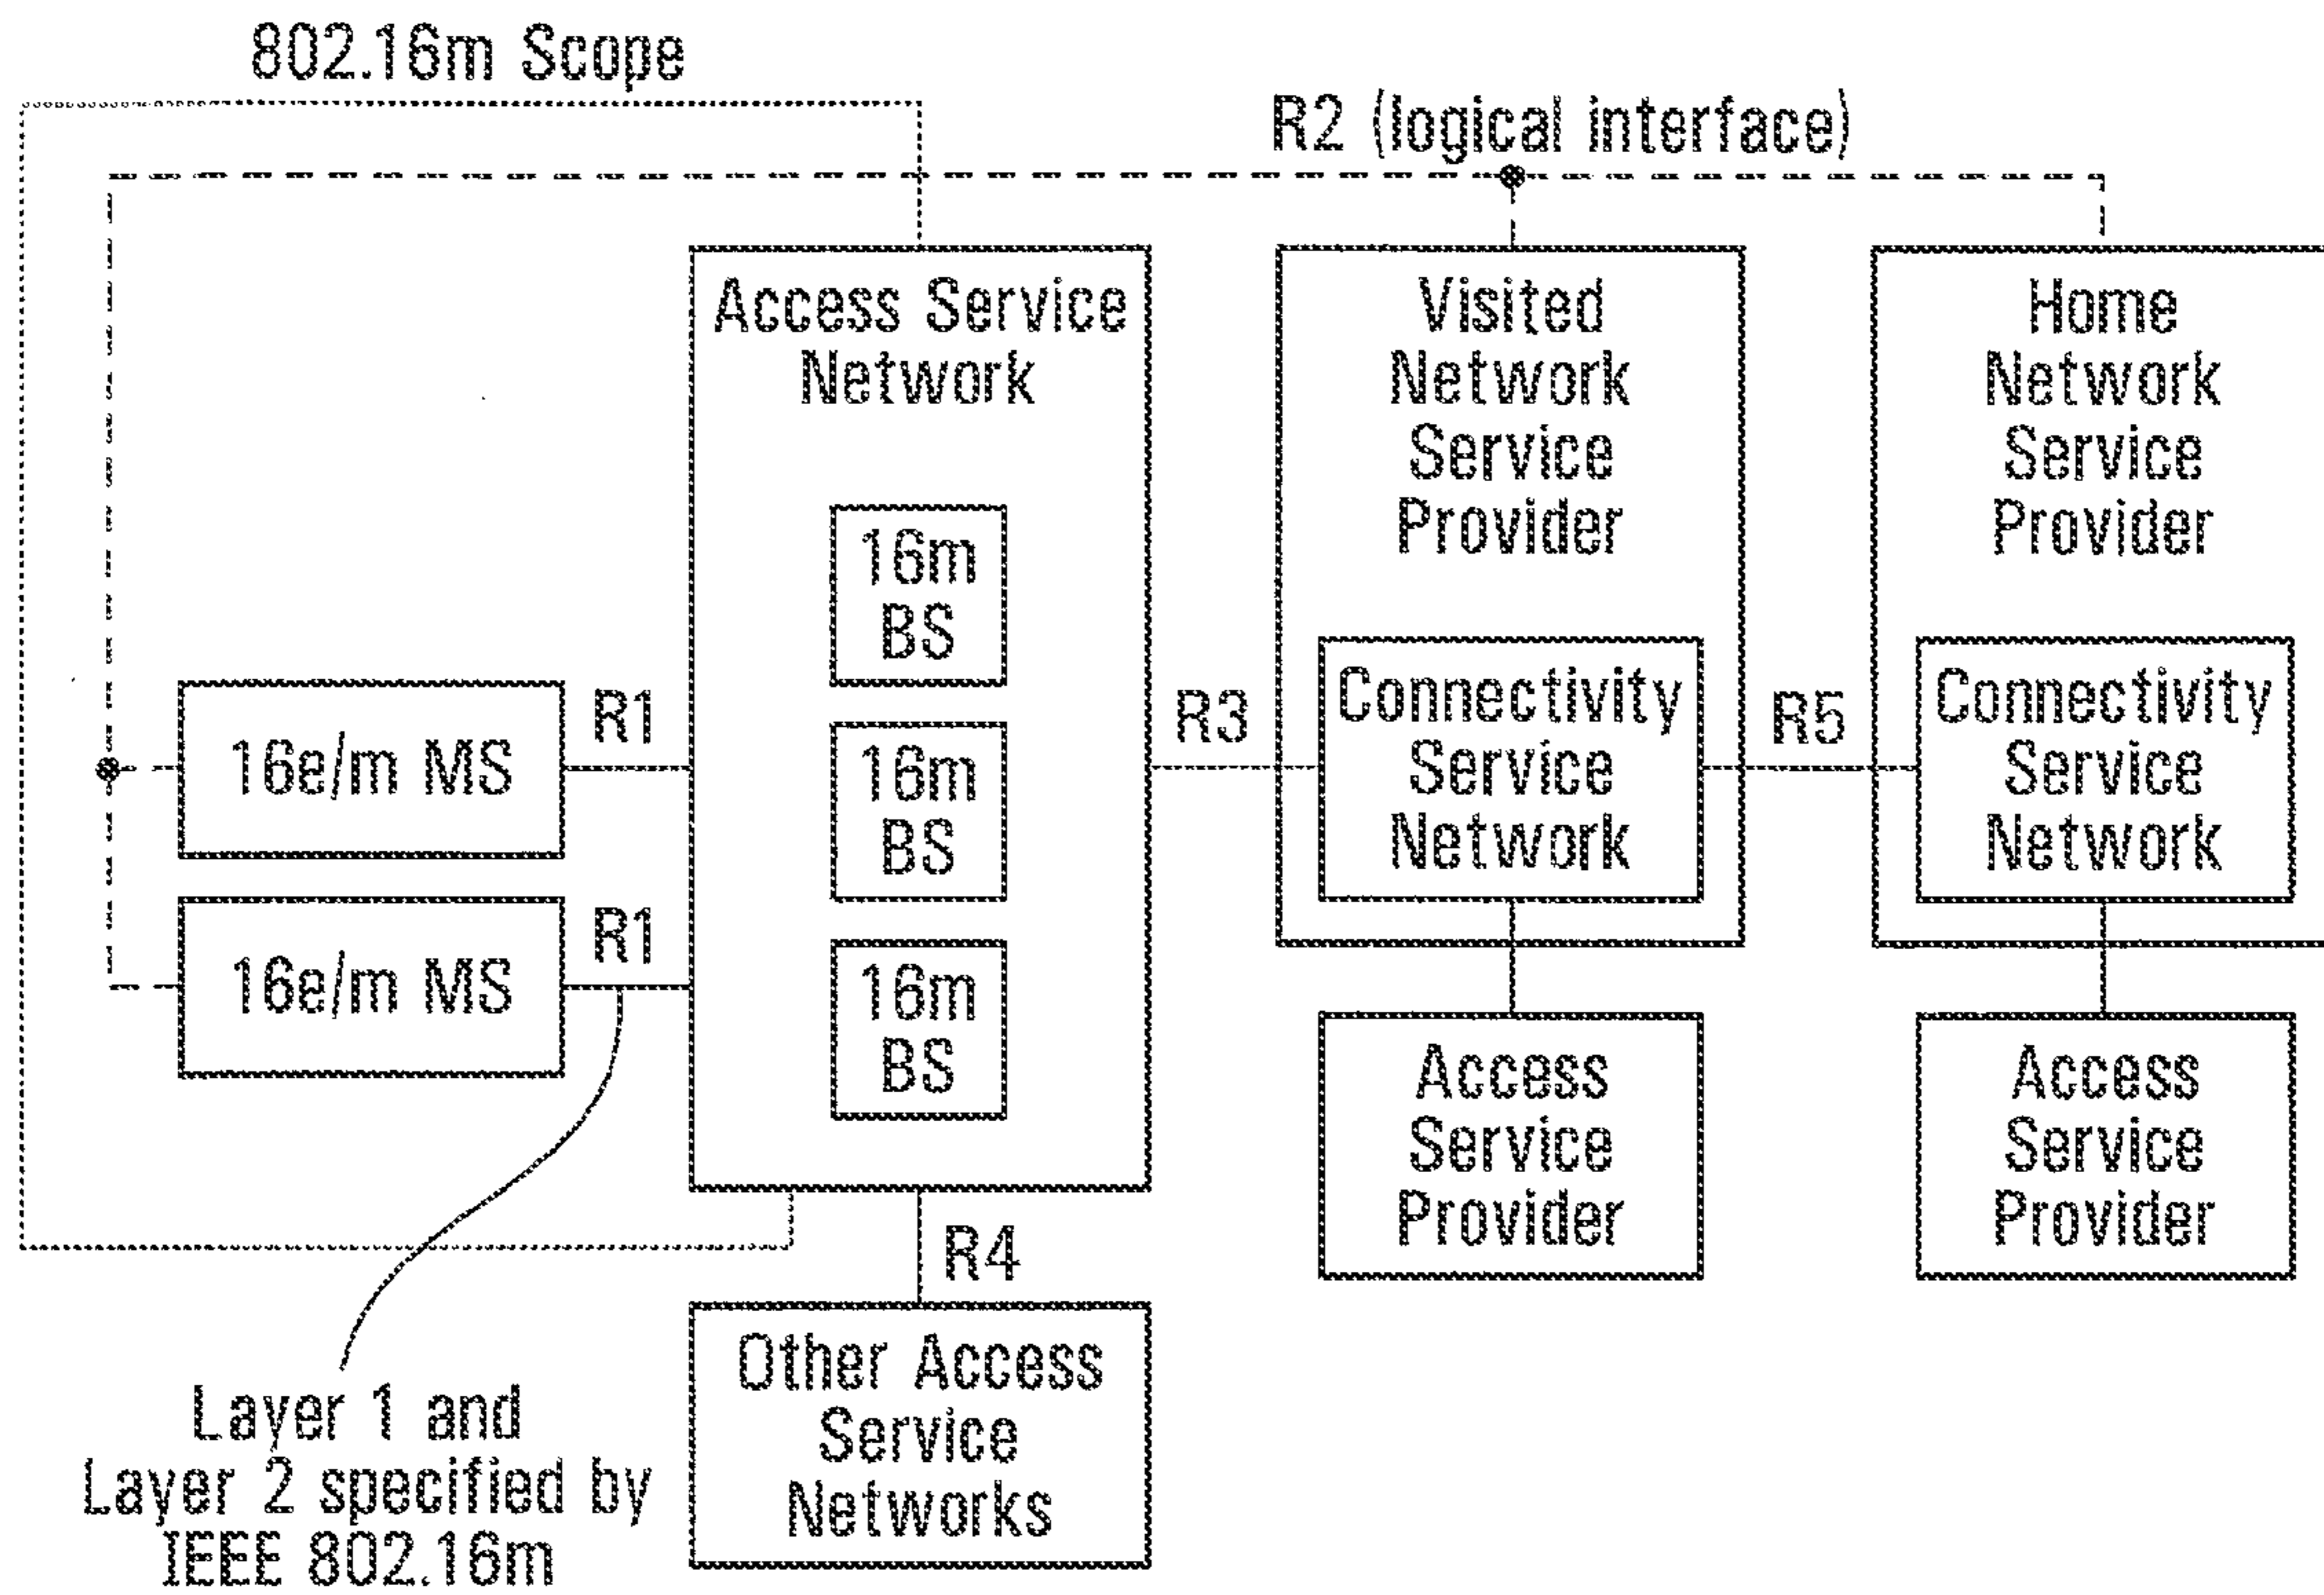 802.16m Scope
R2 (logical interface)
Access Service
Network
16m
BS
16m
BS
16m
BS
Visited
Network
Service
Provider
Home
Network
Service
Provider
16e/m MS
R1
16e/m MS
R1
R3
Connectivity
Service
Network
R5
Connectivity
Service
Network
Access
Service
Provider
Access
Service
Provider
R4
Other Access
Service
Networks
Layer 1 and
Layer 2 specified by
IEEE 802.16m